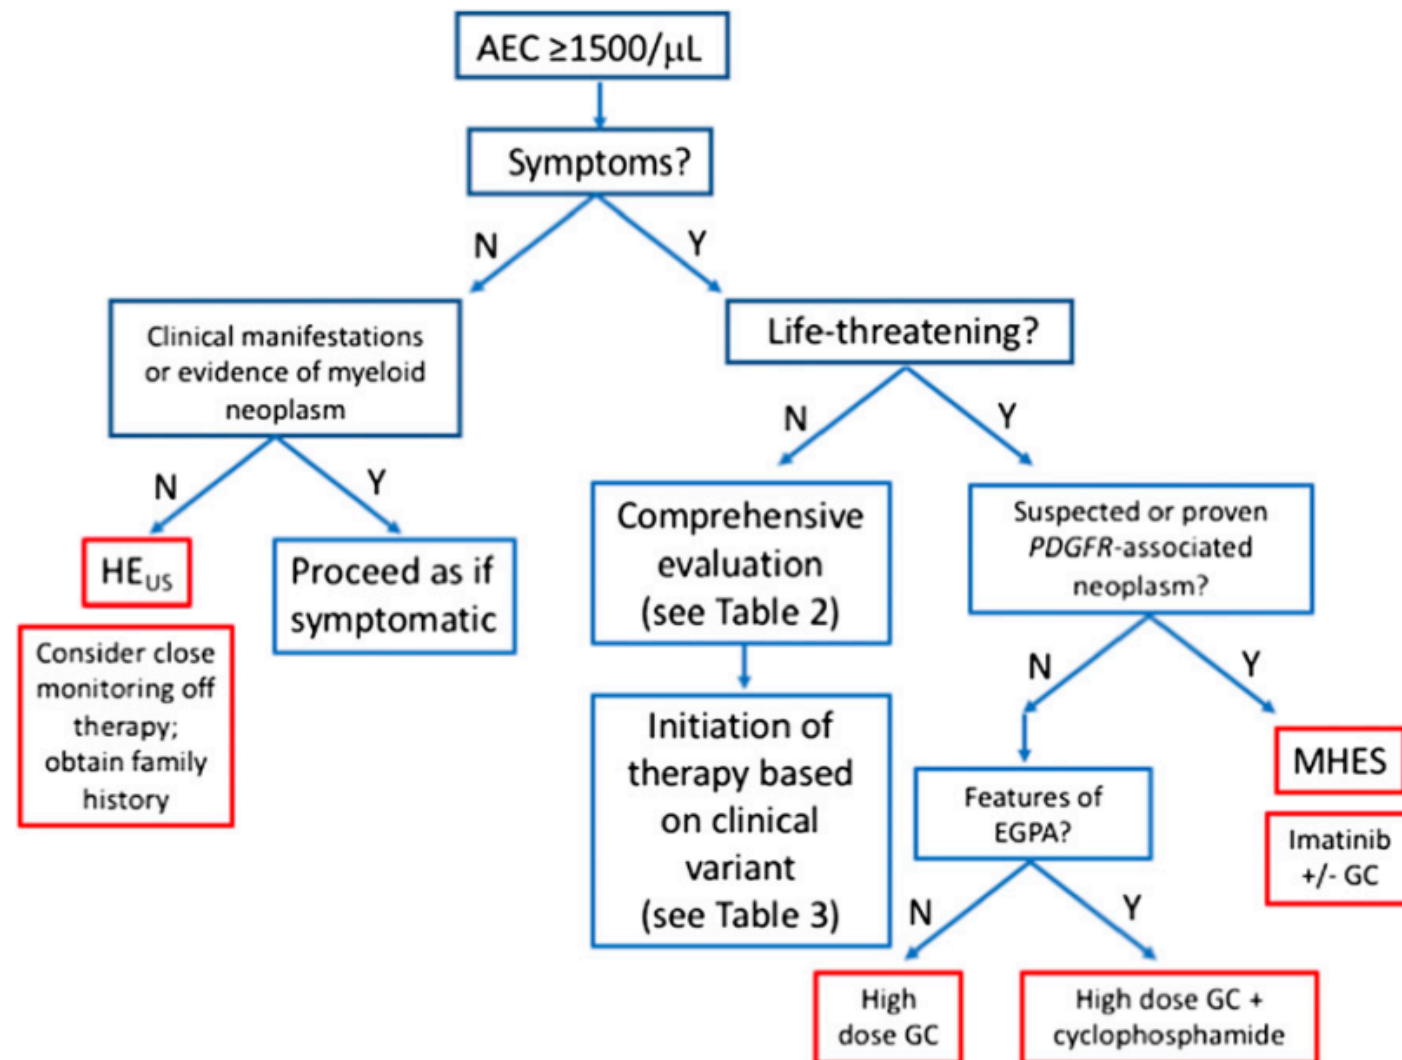 AEC ≥1500/μL
Symptoms?
N
Y
Clinical manifestations
or evidence of myeloid
neoplasm
Life-threatening?
N
Y
N
Y
HE_US
Consider close
monitoring off
therapy;
obtain family
history
Proceed as if
symptomatic
Comprehensive
evaluation
(see Table 2)
Initiation of
therapy based
on clinical
variant
(see Table 3)
Suspected or proven
PDGFR-associated
neoplasm?
N
Y
Features of
EGPA?
MHES
Imatinib
+/- GC
N
Y
High
dose GC
High dose GC +
cyclophosphamide